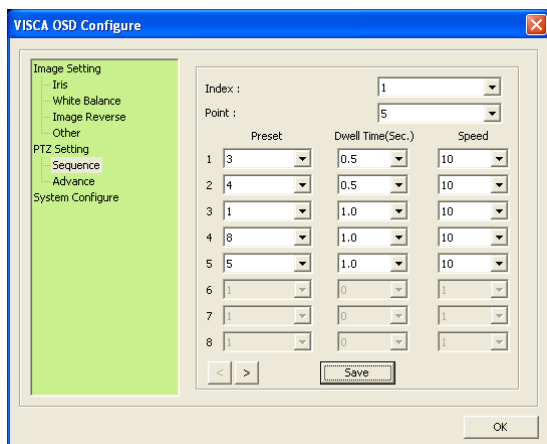 VISCA OSD Configure
Image Setting
Iris
White Balance
Image Reverse
Other
PTZ Setting
Sequence
Advance
System Configure
Index : 1
Point : 5
Preset Dwell Time(Sec.) Speed
1 3 0.5 10
2 4 0.5 10
3 1 1.0 10
4 8 1.0 10
5 5 1.0 10
6 1 0 1
7 1 0 1
8 1 0 1
< > Save
OK